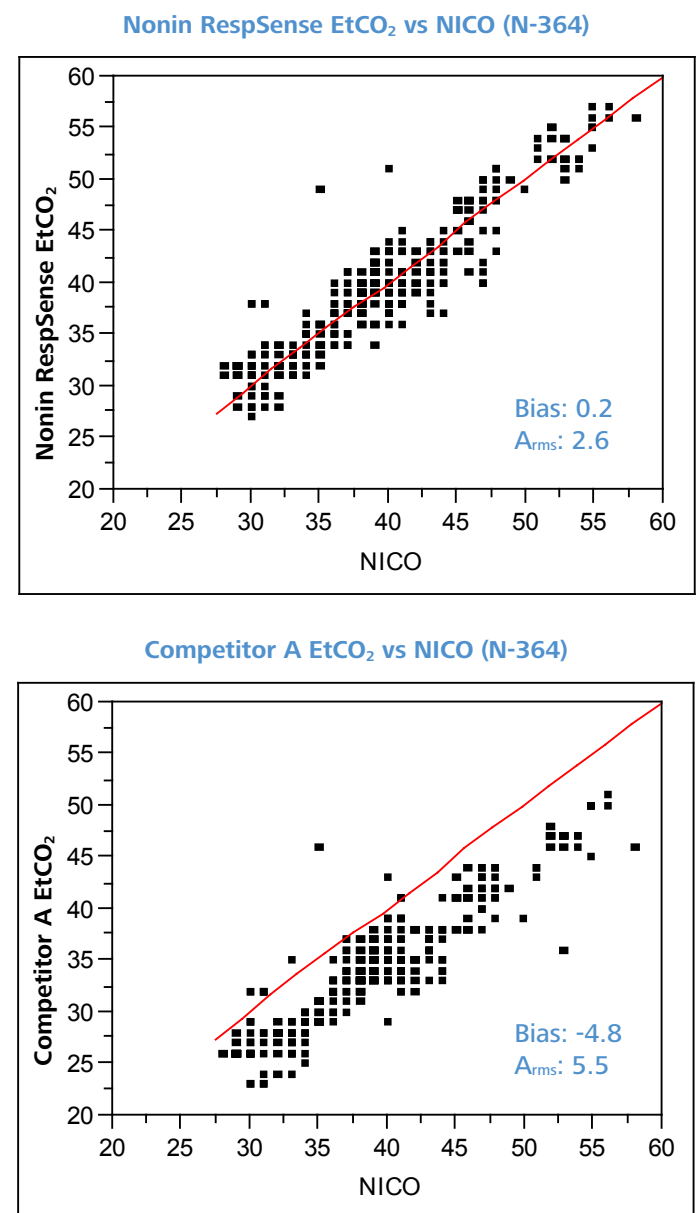 Nonin RespSense EtCO₂ vs NICO (N-364)
Nonin RespSense EtCO₂
60
55
50
45
40
35
30
25
20
Bias: 0.2
Arms: 2.6
20 25 30 35 40 45 50 55 60
NICO
Competitor A EtCO₂ vs NICO (N-364)
Competitor A EtCO₂
60
55
50
45
40
35
30
25
20
Bias: -4.8
Arms: 5.5
20 25 30 35 40 45 50 55 60
NICO